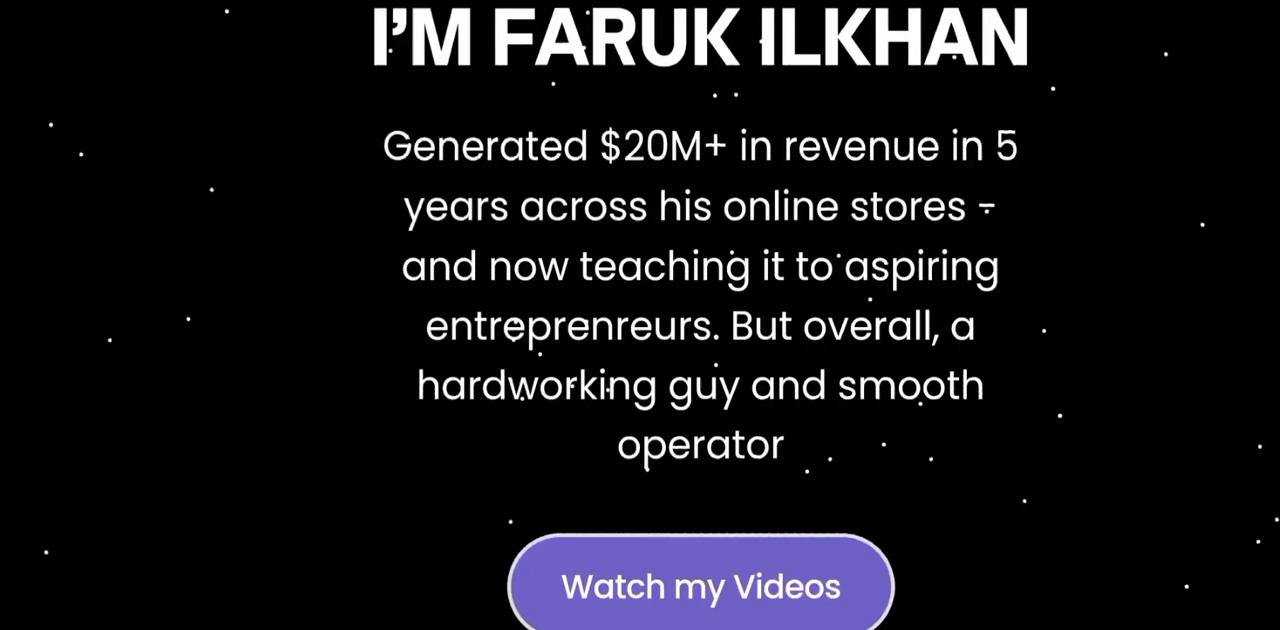 I'M FARUK ILKHAN
Generated $20M+ in revenue in 5
years across his online stores -
and now teaching it to aspiring
entreprenreurs. But overall, a
hardworking guy and smooth
operator
Watch my Videos